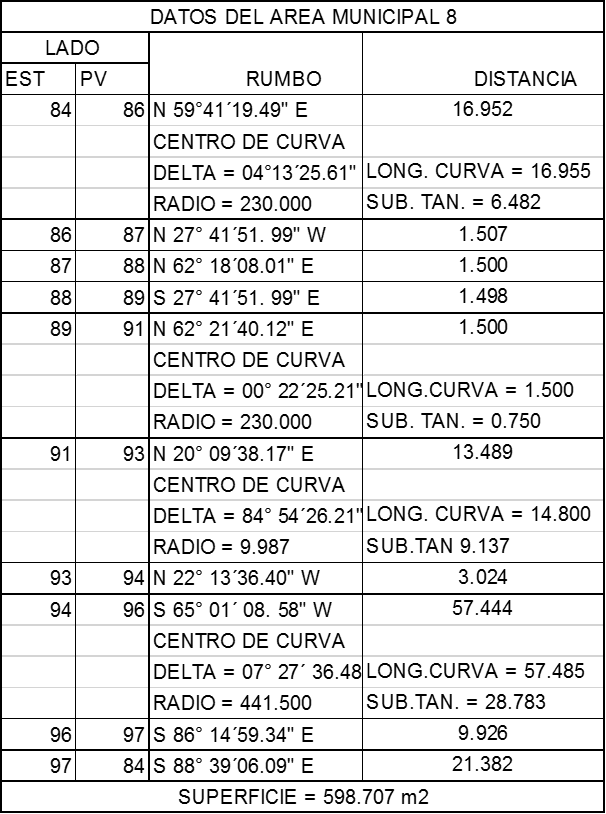 DATOS DEL AREA MUNICIPAL 8
LADO
EST PV RUMBO DISTANCIA
84 86 N 59°41´19.49" E 16.952
CENTRO DE CURVA
DELTA = 04°13´25.61" LONG. CURVA = 16.955
RADIO = 230.000 SUB. TAN. = 6.482
86 87 N 27° 41´51. 99" W 1.507
87 88 N 62° 18´08.01" E 1.500
88 89 S 27° 41´51. 99" E 1.498
89 91 N 62° 21´40.12" E 1.500
CENTRO DE CURVA
DELTA = 00° 22´25.21" LONG.CURVA = 1.500
RADIO = 230.000 SUB. TAN. = 0.750
91 93 N 20° 09´38.17" E 13.489
CENTRO DE CURVA
DELTA = 84° 54´26.21" LONG. CURVA = 14.800
RADIO = 9.987 SUB.TAN 9.137
93 94 N 22° 13´36.40" W 3.024
94 96 S 65° 01´ 08. 58" W 57.444
CENTRO DE CURVA
DELTA = 07° 27´ 36.48 LONG.CURVA = 57.485
RADIO = 441.500 SUB.TAN. = 28.783
96 97 S 86° 14´59.34" E 9.926
97 84 S 88° 39´06.09" E 21.382
SUPERFICIE = 598.707 m2